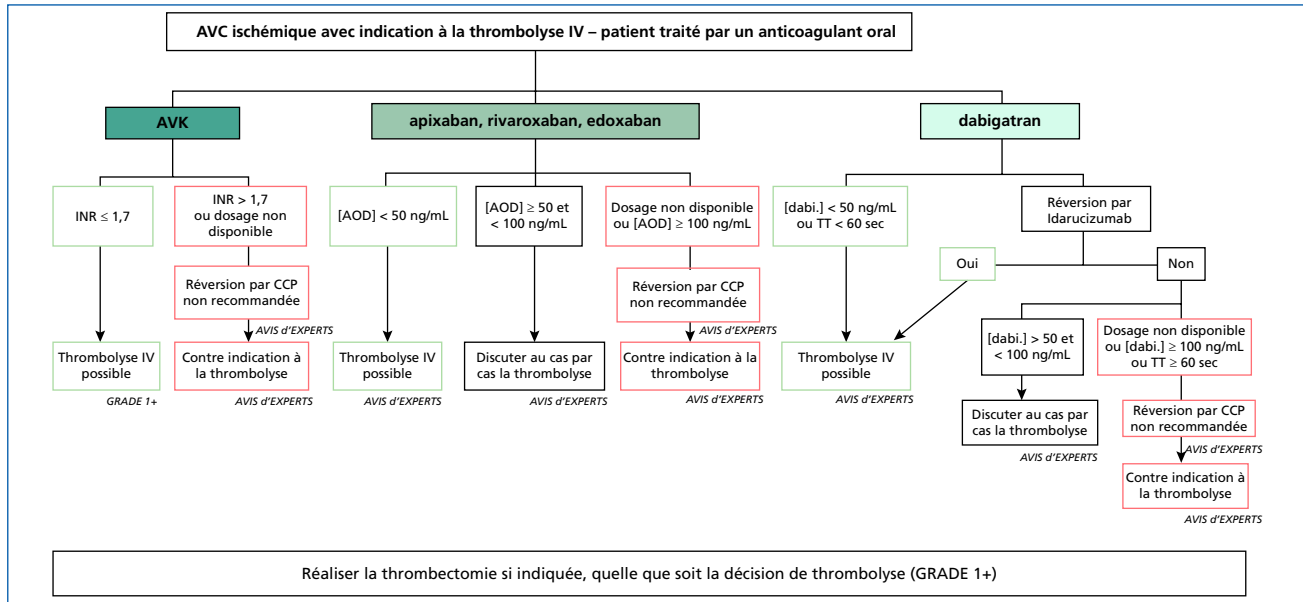 AVC ischémique avec indication à la thrombolyse IV – patient traité par un anticoagulant oral
AVK
INR ≤ 1,7
Thrombolyse IV
possible
GRADE 1+
INR > 1,7
ou dosage non
disponible
Réversion par CCP
non recommandée
AVIS d'EXPERTS
Contre indication à
la thrombolyse
AVIS d'EXPERTS
apixaban, rivaroxaban, edoxaban
[AOD] < 50 ng/mL
Thrombolyse IV
possible
AVIS d'EXPERTS
[AOD] ≥ 50 et
< 100 ng/mL
Discuter au cas par
cas la thrombolyse
AVIS d'EXPERTS
Dosage non disponible
ou [AOD] ≥ 100 ng/mL
Réversion par CCP
non recommandée
AVIS d'EXPERTS
Contre indication à la
thrombolyse
AVIS d'EXPERTS
dabigatran
[dabi.] < 50 ng/mL
ou TT < 60 sec
Thrombolyse IV
possible
AVIS d'EXPERTS
Réversion par
Idarucizumab
Oui
Non
[dabi.] > 50 ng/mL et
< 100 ng/mL
Discuter au cas par
cas la thrombolyse
AVIS d'EXPERTS
Dosage non disponible
ou [dabi.] ≥ 100 ng/mL
ou TT ≥ 60 sec
Réversion par CCP
non recommandée
AVIS d'EXPERTS
Contre indication à
la thrombolyse
AVIS d'EXPERTS
Réaliser la thrombectomie si indiquée, quelle que soit la décision de thrombolyse (GRADE 1+)